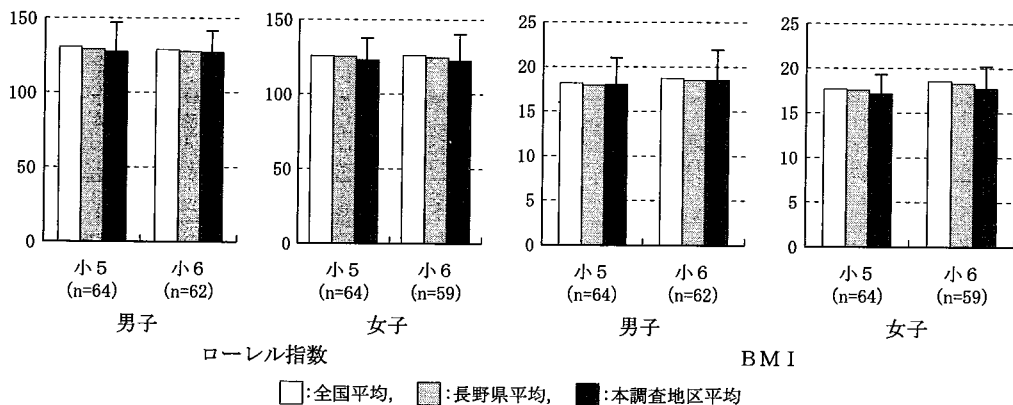 150
100
50
0
小5
(n=64)
小6
(n=62)
男子
150
100
50
0
小5
(n=64)
小6
(n=59)
女子
ローレル指数
25
20
15
10
5
0
小5
(n=64)
小6
(n=62)
男子
25
20
15
10
5
0
小5
(n=64)
小6
(n=59)
女子
BMI
:全国平均, :長野県平均, :本調査地区平均